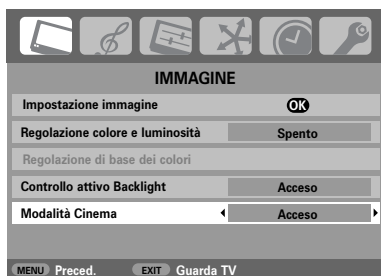 IMMAGINE
Impostazione immagine OK
Regolazione colore e luminosità Spento
Regolazione di base dei colori
Controllo attivo Backlight Acceso
Modalità Cinema Acceso
MENU Preced. EXIT Guarda TV